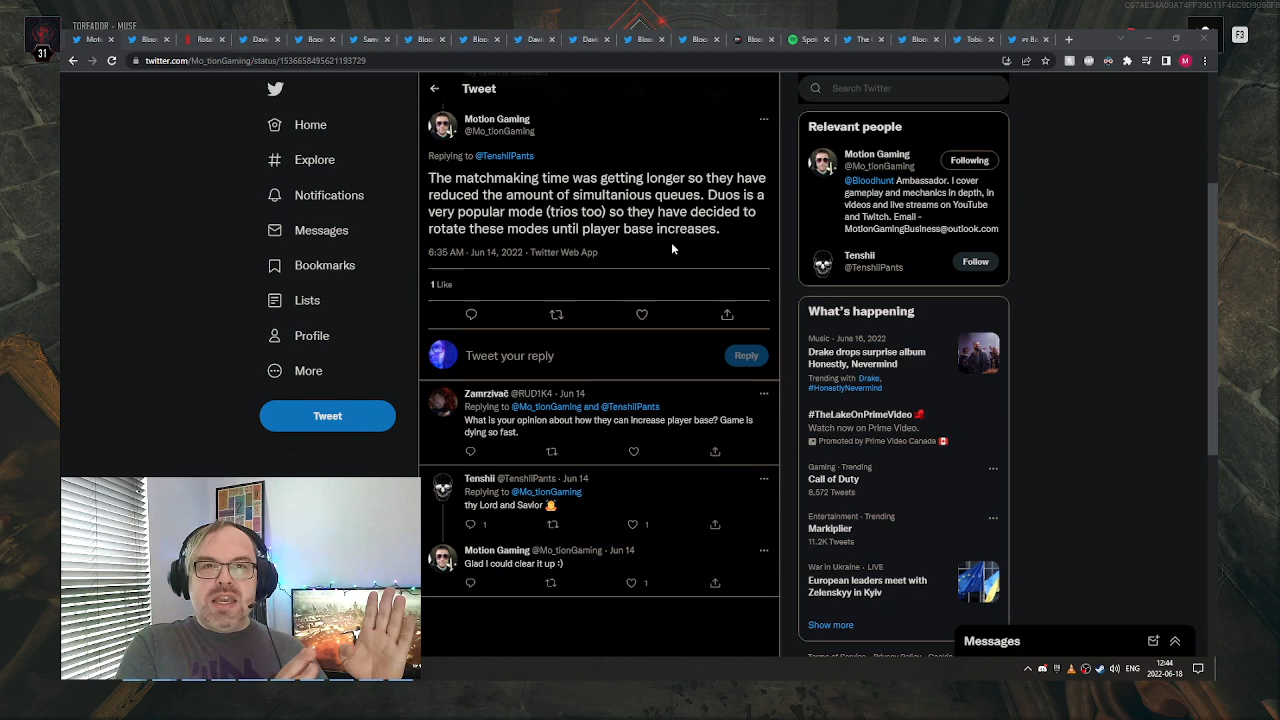 TOREADOR - MUSE
31
F3
twitter.com/Mo_tionGaming/status/1536658495621193729
Home
Explore
Notifications
Messages
Bookmarks
Lists
Profile
More
Tweet
Tweet
Motion Gaming
@Mo_tionGaming
Replying to @TenshiiPants
The matchmaking time was getting longer so they have
reduced the amount of simultanious queues. Duos is a
very popular mode (trios too) so they have decided to
rotate these modes until player base increases.
6:35 AM · Jun 14, 2022 · Twitter Web App
1 Like
Tweet your reply
Reply
Zamrzivač @RUD1K4 · Jun 14
Replying to @Mo_tionGaming and @TenshiiPants
What is your opinion about how they can increase player base? Game is
dying so fast.
Tenshii @TenshiiPants · Jun 14
Replying to @Mo_tionGaming
thy Lord and Savior
1
1
Motion Gaming @Mo_tionGaming · Jun 14
Glad I could clear it up :)
1
Search Twitter
Relevant people
Motion Gaming
@Mo_tionGaming
Following
@Bloodhunt Ambassador. I cover
gameplay and mechanics in depth, in
videos and live streams on YouTube
and Twitch. Email -
MotionGamingBusiness@outlook.com
Tenshii
@TenshiiPants
Follow
What's happening
Music · June 16, 2022
Drake drops surprise album
Honestly, Nevermind
Trending with Drake,
#HonestlyNevermind
#TheLakeOnPrimeVideo
Watch now on Prime Video.
Promoted by Prime Video Canada
Gaming · Trending
Call of Duty
8,572 Tweets
Entertainment · Trending
Markiplier
11.2K Tweets
War in Ukraine · LIVE
European leaders meet with
Zelenskyy in Kyiv
Show more
Messages
ENG
12:44
2022-06-18